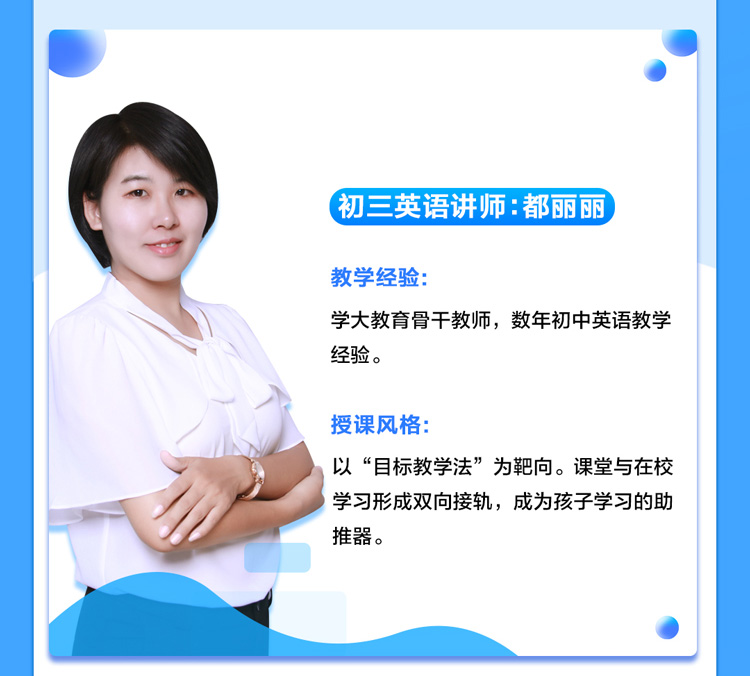 初三英语讲师:都丽丽
教学经验:
学大教育骨干教师，数年初中英语教学
经验。
授课风格:
以“目标教学法”为靶向。课堂与在校
学习形成双向接轨，成为孩子学习的助
推器。